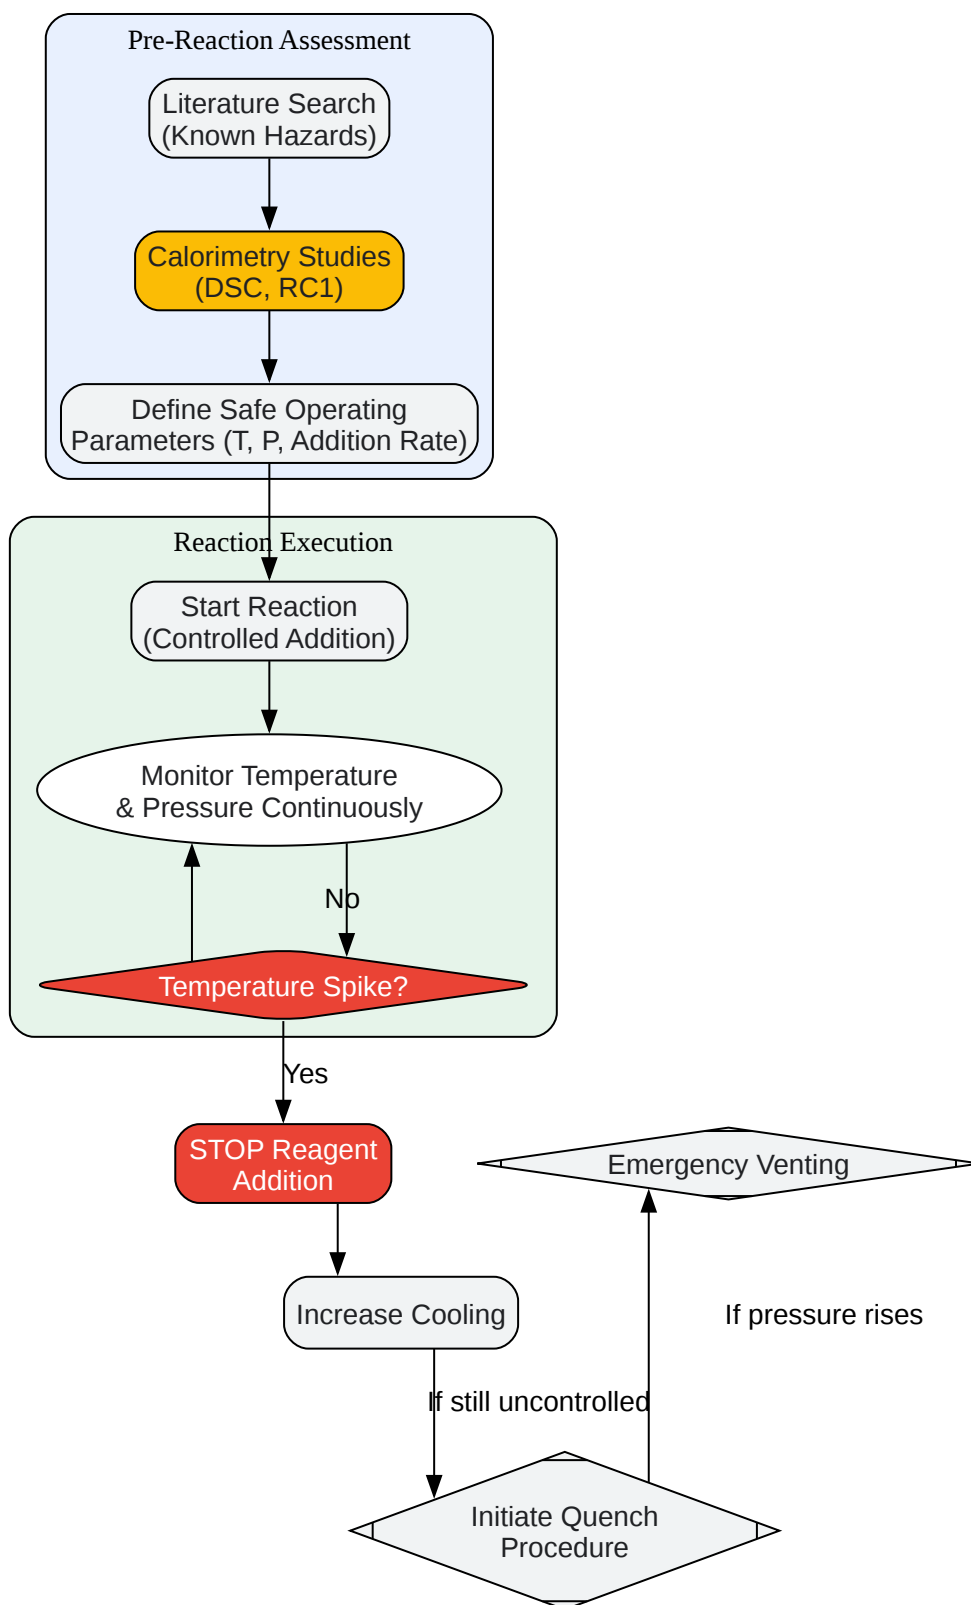 Pre-Reaction Assessment
Literature Search
(Known Hazards)
Calorimetry Studies
(DSC, RC1)
Define Safe Operating
Parameters (T, P, Addition Rate)
Reaction Execution
Start Reaction
(Controlled Addition)
Monitor Temperature
& Pressure Continuously
No
Temperature Spike?
Yes
STOP Reagent
Addition
Emergency Venting
Increase Cooling
If pressure rises
If still uncontrolled
Initiate Quench
Procedure